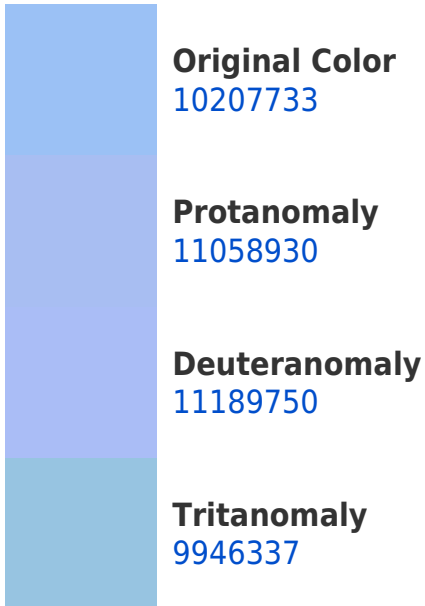 Original Color
10207733
Protanomaly
11058930
Deuteranomaly
11189750
Tritanomaly
9946337